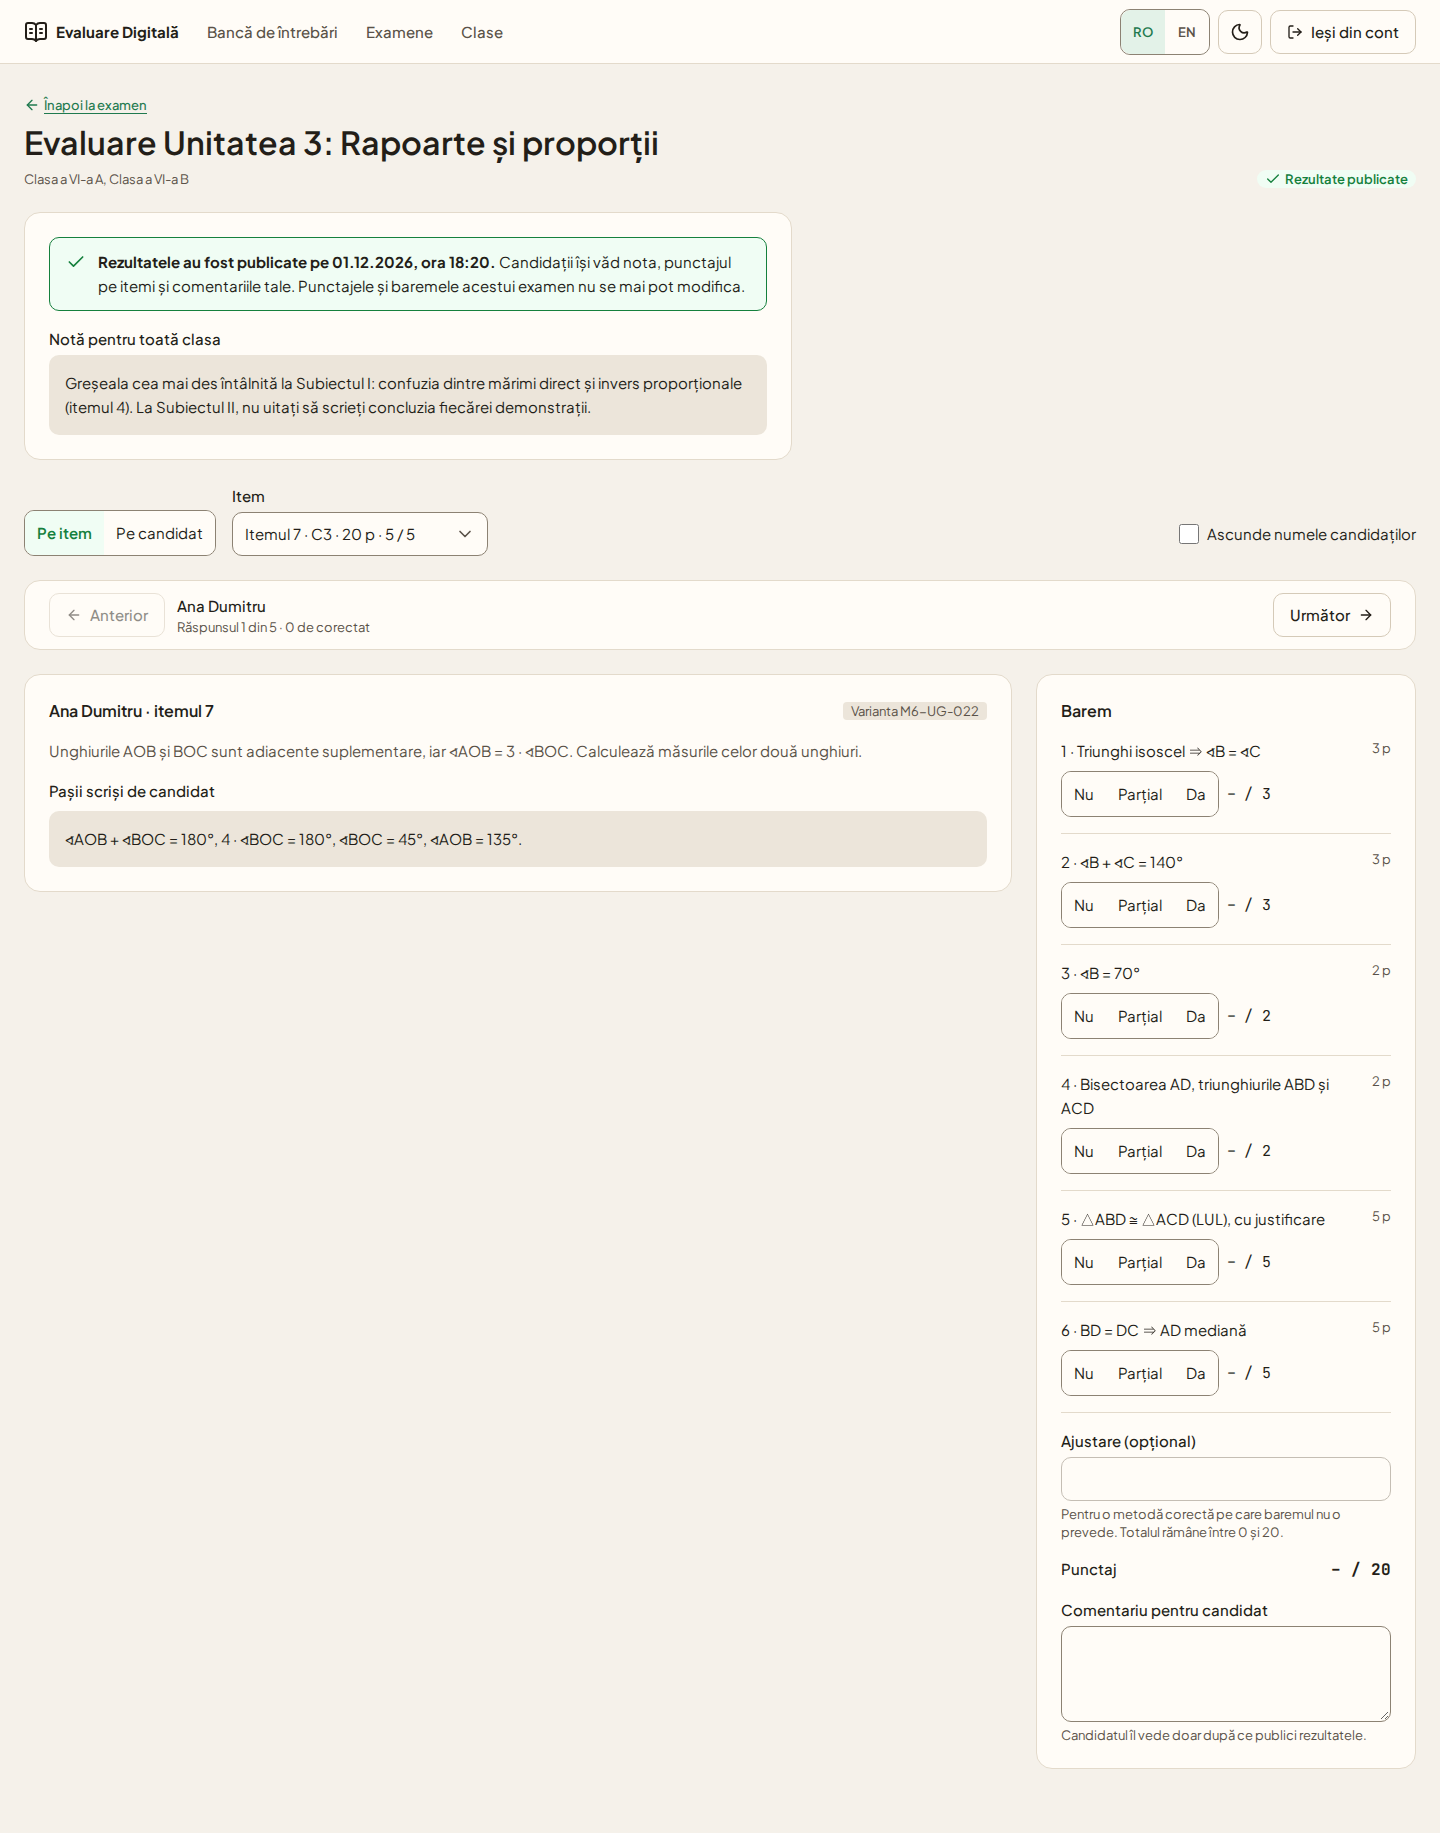 Evaluare Digitală
Bancă de întrebări
Examene
Clase
RO
EN
Ieși din cont
Înapoi la examen
Evaluare Unitatea 3: Rapoarte și proporții
Clasa a VI-a A, Clasa a VI-a B
Rezultate publicate
Rezultatele au fost publicate pe 01.12.2026, ora 18:20. Candidații își văd nota, punctajul
pe itemi și comentariile tale. Punctajele și baremele acestui examen nu se mai pot modifica.
Notă pentru toată clasa
Greșeala cea mai des întâlnită la Subiectul I: confuzia dintre mărimi direct și invers proporționale
(itemul 4). La Subiectul II, nu uitați să scrieți concluzia fiecărei demonstrații.
Pe item
Pe candidat
Item
Itemul 7 · C3 · 20 p · 5 / 5
Ascunde numele candidaților
Anterior
Ana Dumitru
Răspunsul 1 din 5 · 0 de corectat
Următor
Ana Dumitru · itemul 7
Varianta M6-UG-022
Unghiurile AOB și BOC sunt adiacente suplementare, iar ∢AOB = 3 · ∢BOC. Calculează măsurile celor două unghiuri.
Pașii scriși de candidat
∢AOB + ∢BOC = 180°, 4 · ∢BOC = 180°, ∢BOC = 45°, ∢AOB = 135°.
Barem
1 · Triunghi isoscel ⇒ ∢B = ∢C
3 p
Nu Parțial Da – / 3
2 · ∢B + ∢C = 140°
3 p
Nu Parțial Da – / 3
3 · ∢B = 70°
2 p
Nu Parțial Da – / 2
4 · Bisectoarea AD, triunghiurile ABD și
ACD
2 p
Nu Parțial Da – / 2
5 · △ABD ≅ △ACD (LUL), cu justificare
5 p
Nu Parțial Da – / 5
6 · BD = DC ⇒ AD mediană
5 p
Nu Parțial Da – / 5
Ajustare (opțional)
Pentru o metodă corectă pe care baremul nu o
prevede. Totalul rămâne între 0 și 20.
Punctaj
– / 20
Comentariu pentru candidat
Candidatul îl vede doar după ce publici rezultatele.